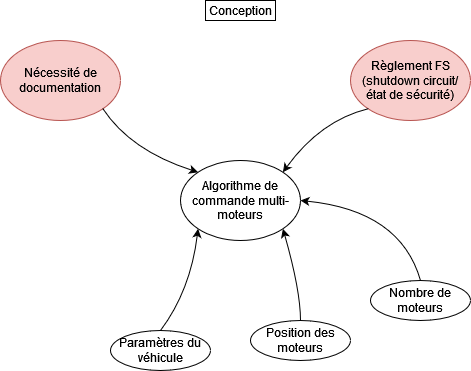 Conception
Nécessité de
documentation
Règlement FS
(shutdown circuit/
état de sécurité)
Algorithme de
commande multi-
moteurs
Nombre de
moteurs
Position des
moteurs
Paramètres du
véhicule